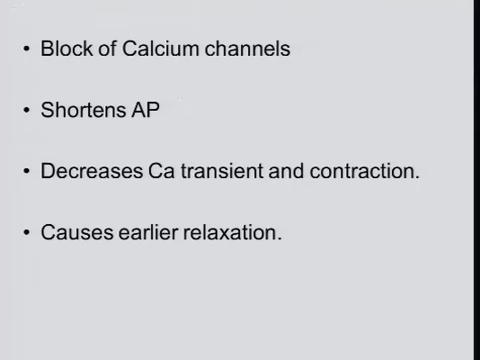 • Block of Calcium channels
• Shortens AP
• Decreases Ca transient and contraction.
• Causes earlier relaxation.